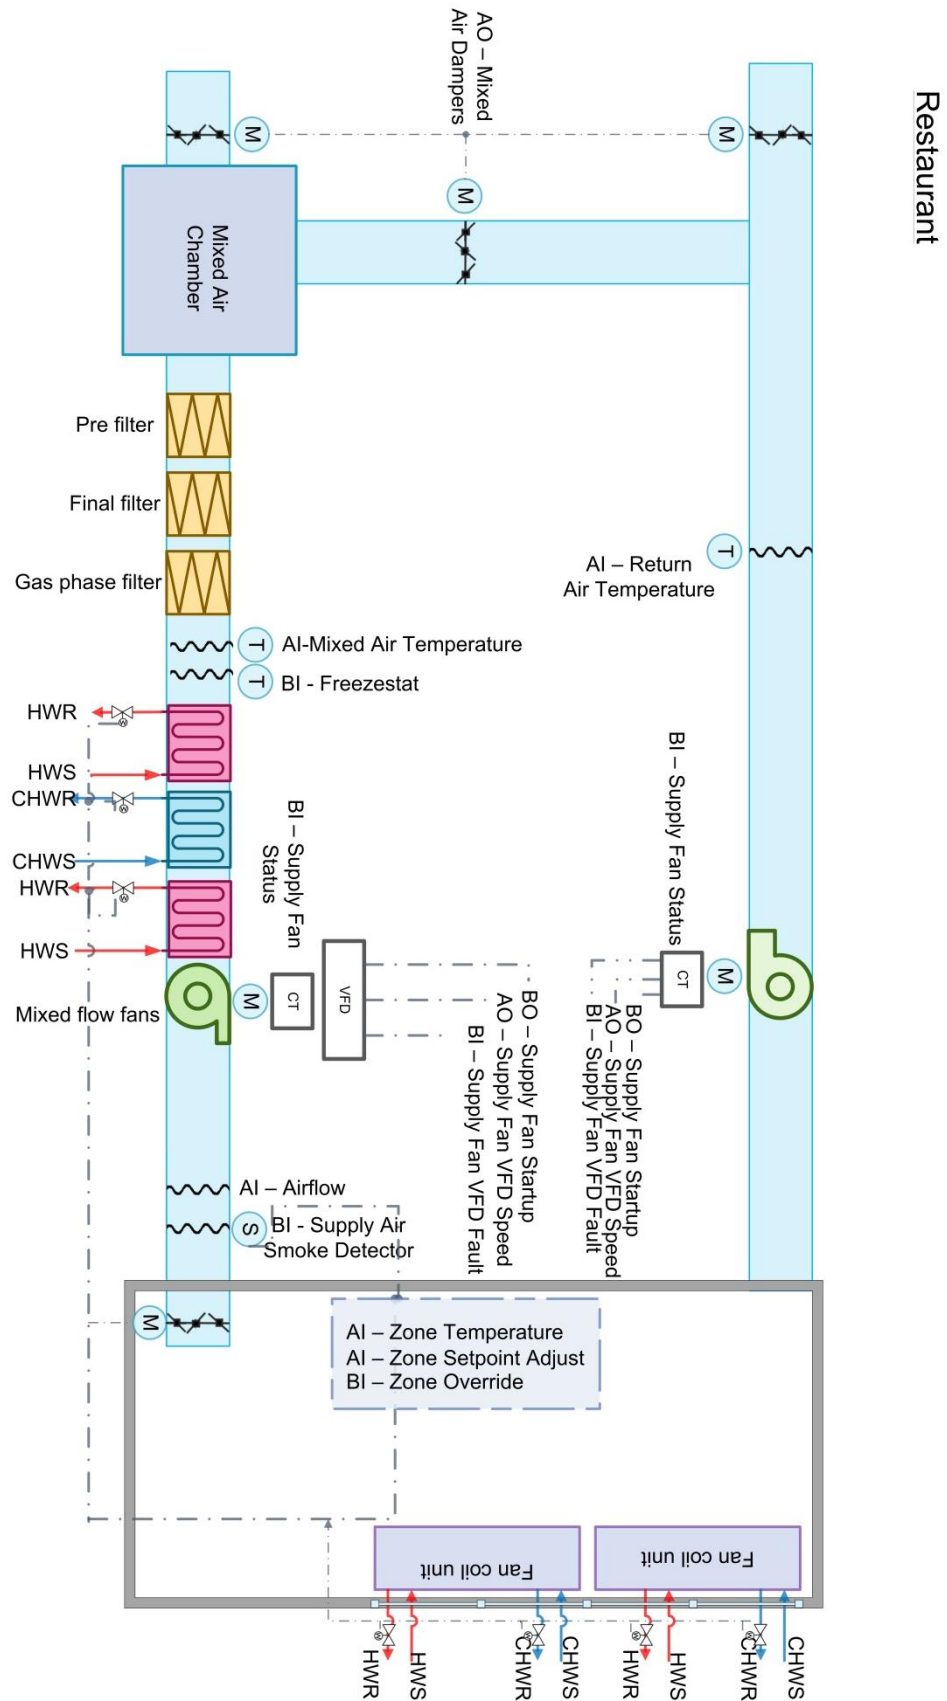 Restaurant
AO – Mixed
Air Dampers
M
M
M
Mixed Air
Chamber
Pre filter
Final filter
Gas phase filter
T
AI – Return
Air Temperature
T
AI-Mixed Air Temperature
T
BI - Freezestat
HWR
HWS
CHWR
CHWS
HWR
HWS
BI – Supply Fan
Status
BI – Supply Fan Status
Mixed flow fans
M
CT
VFD
CT
M
BO – Supply Fan Startup
AO – Supply Fan VFD Speed
BI – Supply Fan VFD Fault
BO – Supply Fan Startup
AO – Supply Fan VFD Speed
BI – Supply Fan VFD Fault
AI – Airflow
S
BI - Supply Air
Smoke Detector
M
AI – Zone Temperature
AI – Zone Setpoint Adjust
BI – Zone Override
Fan coil unit
Fan coil unit
HWR
HWS
CHWR
CHWS
HWR
HWS
CHWR
CHWS